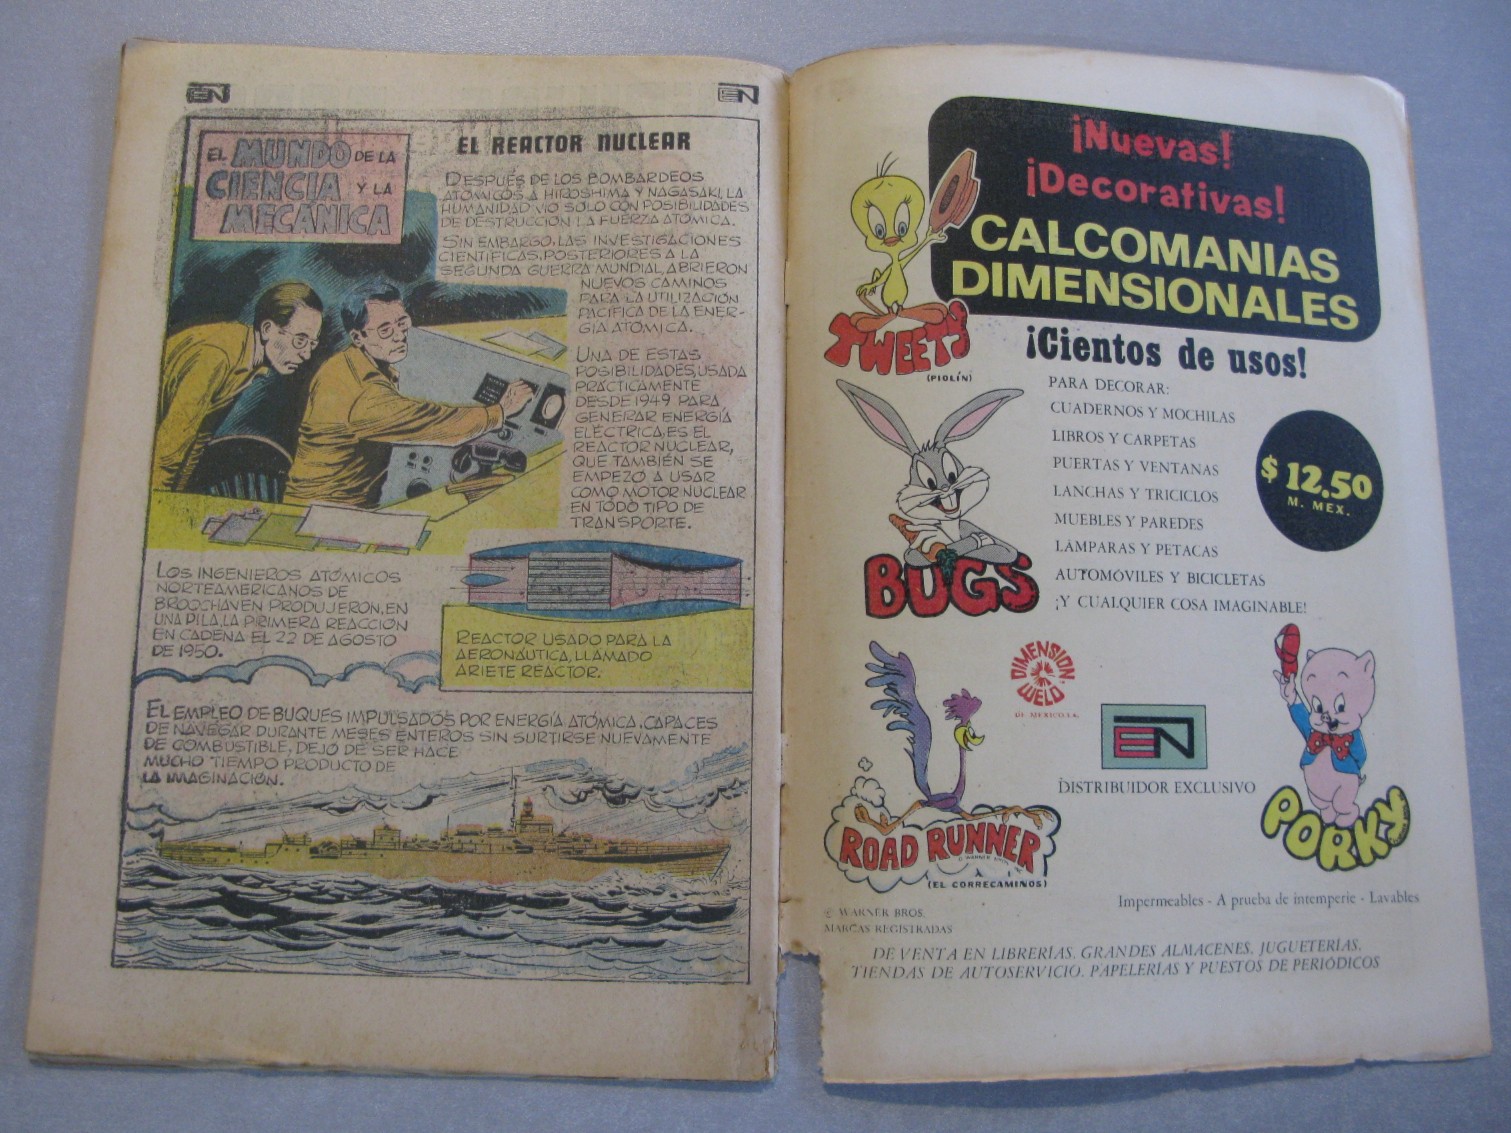 EN
EN
EL MUNDO DE LA
CIENCIA Y LA
MECÁNICA
EL REACTOR NUCLEAR
DESPUÉS DE LOS BOMBARDEOS
ATÓMICOS A HIROSHIMA Y NAGASAKI, LA
HUMANIDAD VIO SOLO CON POSIBILIDADES
DE DESTRUCCIÓN LA FUERZA ATÓMICA.
SIN EMBARGO, LAS INVESTIGACIONES
CIENTÍFICAS, POSTERIORES A LA
SEGUNDA GUERRA MUNDIAL, ABRIERON
NUEVOS CAMINOS
PARA LA UTILIZACIÓN
PACÍFICA DE LA ENER-
GÍA ATÓMICA.
UNA DE ESTAS
POSIBILIDADES, USADA
PRÁCTICAMENTE
DESDE 1949 PARA
GENERAR ENERGÍA
ELÉCTRICA, ES EL
REACTOR NUCLEAR,
QUE TAMBIÉN SE
EMPEZÓ A USAR
COMO MOTOR NUCLEAR
EN TODO TIPO DE
TRANSPORTE.
LOS INGENIEROS ATÓMICOS
NORTEAMERICANOS DE
BROOCHAVEN PRODUJERON, EN
UNA PILA, LA PRIMERA REACCIÓN
EN CADENA EL 22 DE AGOSTO
DE 1950.
REACTOR USADO PARA LA
AERONÁUTICA, LLAMADO
ARIETE REACTOR.
EL EMPLEO DE BUQUES IMPULSADOS POR ENERGÍA ATÓMICA, CAPACES
DE NAVEGAR DURANTE MESES ENTEROS SIN SURTIRSE NUEVAMENTE
DE COMBUSTIBLE, DEJÓ DE SER HACE
MUCHO TIEMPO PRODUCTO DE
LA IMAGINACIÓN.
¡Nuevas!
¡Decorativas!
CALCOMANIAS
DIMENSIONALES
TWEETY
(PIOLÍN)
¡Cientos de usos!
PARA DECORAR:
CUADERNOS Y MOCHILAS
LIBROS Y CARPETAS
PUERTAS Y VENTANAS
LANCHAS Y TRICICLOS
MUEBLES Y PAREDES
LÁMPARAS Y PETACAS
AUTOMÓVILES Y BICICLETAS
¡Y CUALQUIER COSA IMAGINABLE!
$ 12.50
M. MEX.
BUGS
DIMENSION
WELD
DE MEXICO, S.A.
EN
DISTRIBUIDOR EXCLUSIVO
PORKY
ROAD RUNNER
© WARNER BROS.
(EL CORRECAMINOS)
Impermeables - A prueba de intemperie - Lavables
© WARNER BROS.
MARCAS REGISTRADAS
DE VENTA EN LIBRERÍAS, GRANDES ALMACENES, JUGUETERÍAS,
TIENDAS DE AUTOSERVICIO, PAPELERÍAS Y PUESTOS DE PERIÓDICOS